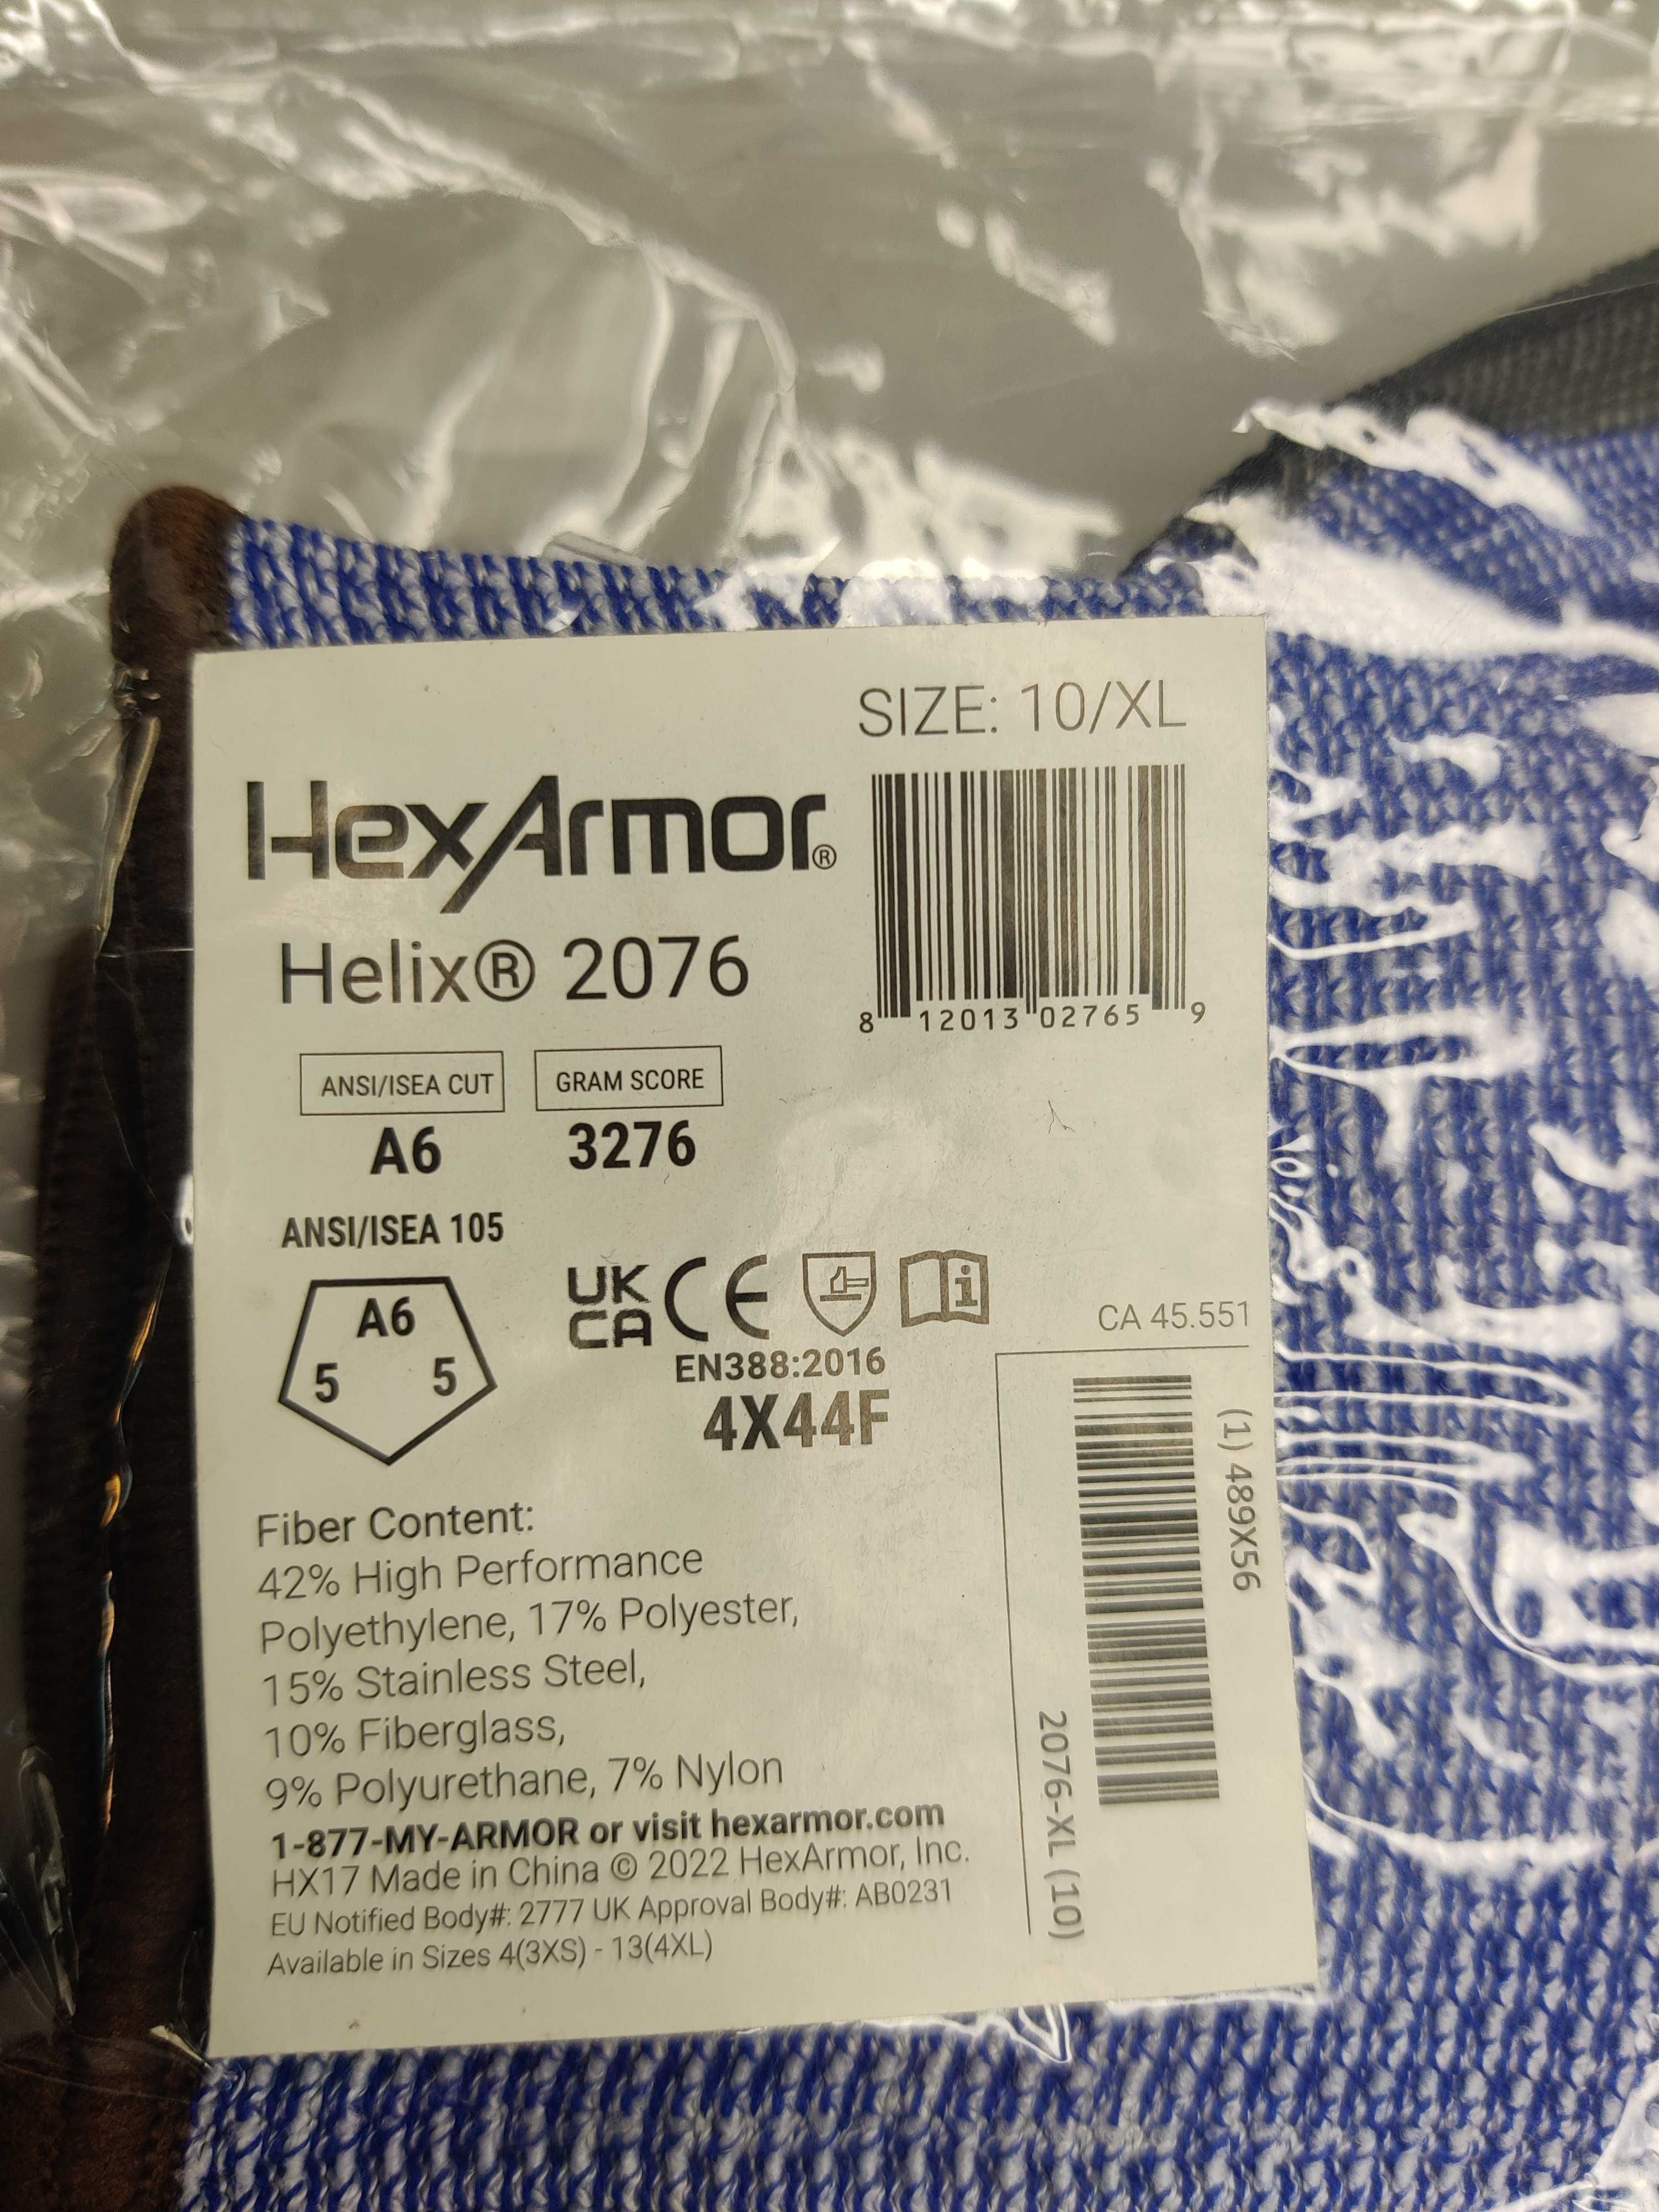 SIZE: 10/XL
HexArmor®
Helix® 2076
8 12013 02765 9
ANSI/ISEA CUT
GRAM SCORE
A6
3276
ANSI/ISEA 105
A6
5 5
UK
CA
CE
i
EN388:2016
4X44F
CA 45.551
(1) 489X56
2076-XL (10)
Fiber Content:
42% High Performance
Polyethylene, 17% Polyester,
15% Stainless Steel,
10% Fiberglass,
9% Polyurethane, 7% Nylon
1-877-MY-ARMOR or visit hexarmor.com
HX17 Made in China © 2022 HexArmor, Inc.
EU Notified Body#: 2777 UK Approval Body#: AB0231
Available in Sizes 4(3XS) - 13(4XL)